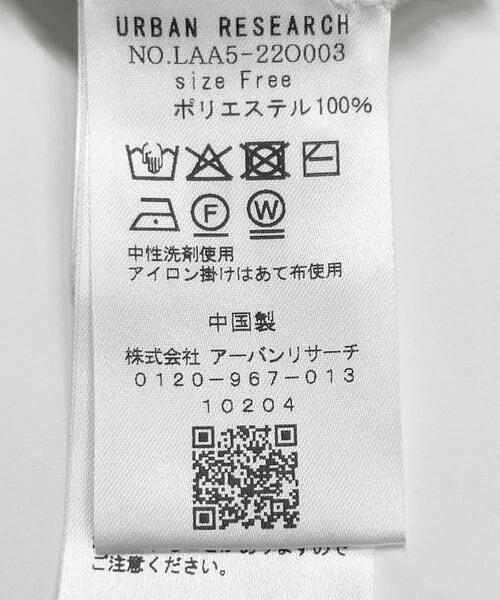 URBAN RESEARCH
NO.LAA5-22O003
size Free
ポリエステル100%
F
W
中性洗剤使用
アイロン掛けはあて布使用
中国製
株式会社 アーバンリサーチ
0120-967-013
10204
ご注意ください。